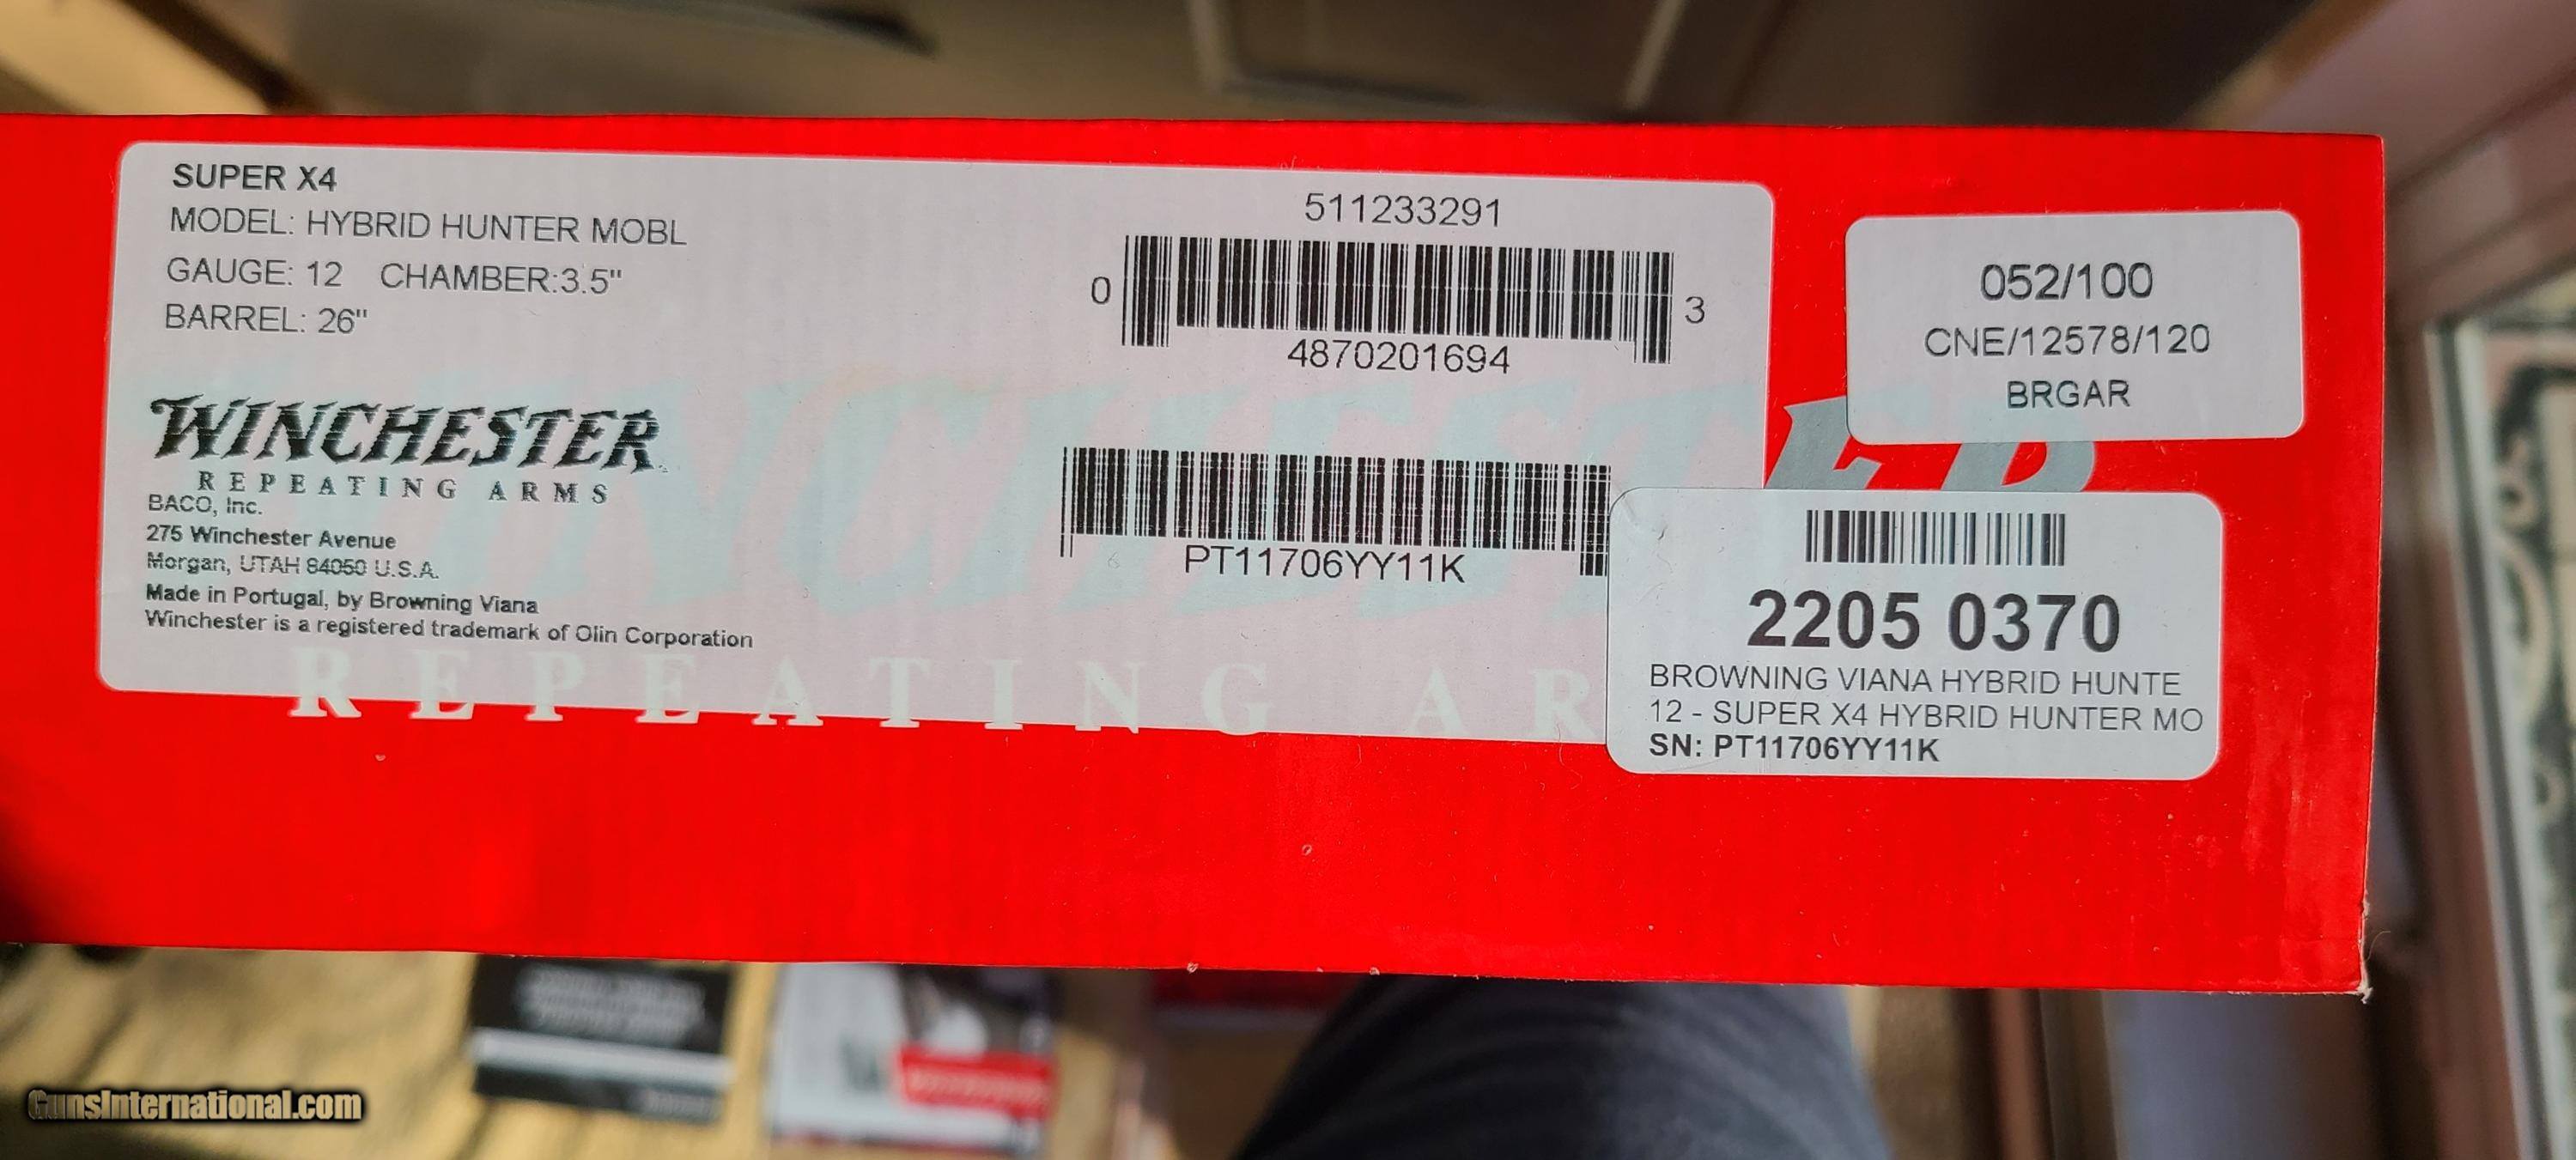 SUPER X4
MODEL: HYBRID HUNTER MOBL
GAUGE: 12 CHAMBER:3.5"
BARREL: 26"
WINCHESTER
REPEATING ARMS
BACO, Inc.
275 Winchester Avenue
Morgan, UTAH 84050 U.S.A.
Made in Portugal, by Browning Viana
Winchester is a registered trademark of Olin Corporation
511233291
0 3
4870201694
PT11706YY11K
052/100
CNE/12578/120
BRGAR
2205 0370
BROWNING VIANA HYBRID HUNTE
12 - SUPER X4 HYBRID HUNTER MO
SN: PT11706YY11K
WINCHESTER
REPEATING AR
GunsInternational.com